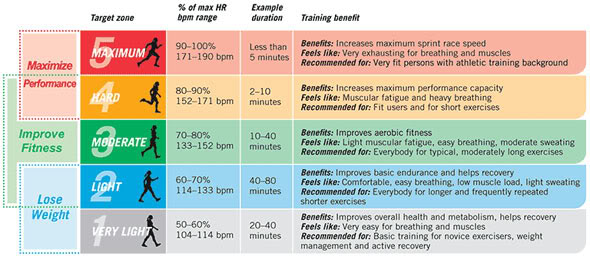 Target zone
% of max HR
bpm range
Example
duration
Training benefit
Maximize
Performance
Improve
Fitness
Lose
Weight
5
MAXIMUM
90–100%
171–190 bpm
Less than
5 minutes
Benefits: Increases maximum sprint race speed
Feels like: Very exhausting for breathing and muscles
Recommended for: Very fit persons with athletic training background
4
HARD
80–90%
152–171 bpm
2–10
minutes
Benefits: Increases maximum performance capacity
Feels like: Muscular fatigue and heavy breathing
Recommended for: Fit users and for short exercises
3
MODERATE
70–80%
133–152 bpm
10–40
minutes
Benefits: Improves aerobic fitness
Feels like: Light muscular fatigue, easy breathing, moderate sweating
Recommended for: Everybody for typical, moderately long exercises
2
LIGHT
60–70%
114–133 bpm
40–80
minutes
Benefits: Improves basic endurance and helps recovery
Feels like: Comfortable, easy breathing, low muscle load, light sweating
Recommended for: Everybody for longer and frequently repeated
shorter exercises
1
VERY LIGHT
50–60%
104–114 bpm
20–40
minutes
Benefits: Improves overall health and metabolism, helps recovery
Feels like: Very easy for breathing and muscles
Recommended for: Basic training for novice exercisers, weight
management and active recovery